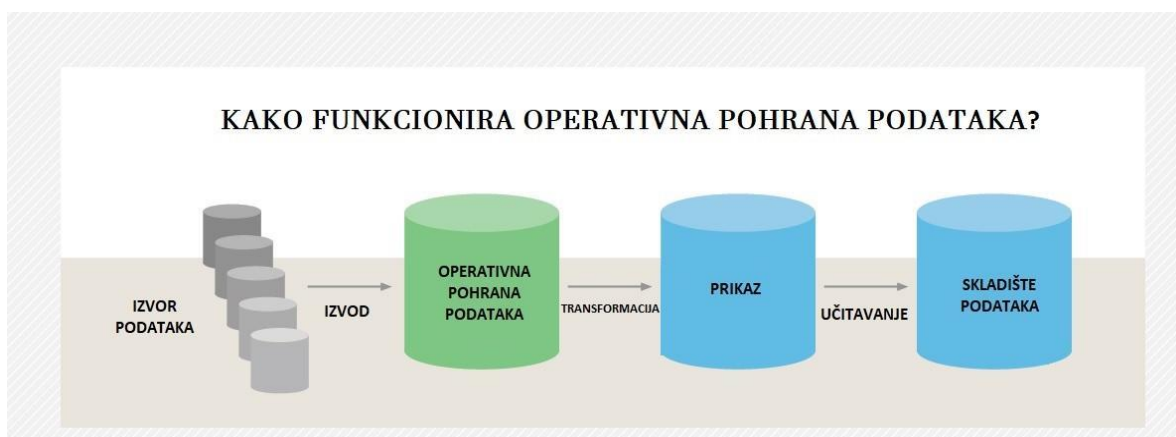 KAKO FUNKCIONIRA OPERATIVNA POHRANA PODATAKA?
IZVOR
PODATAKA
IZVOD
OPERATIVNA
POHRANA
PODATAKA
TRANSFORMACIJA
PRIKAZ
UČITAVANJE
SKLADIŠTE
PODATAKA